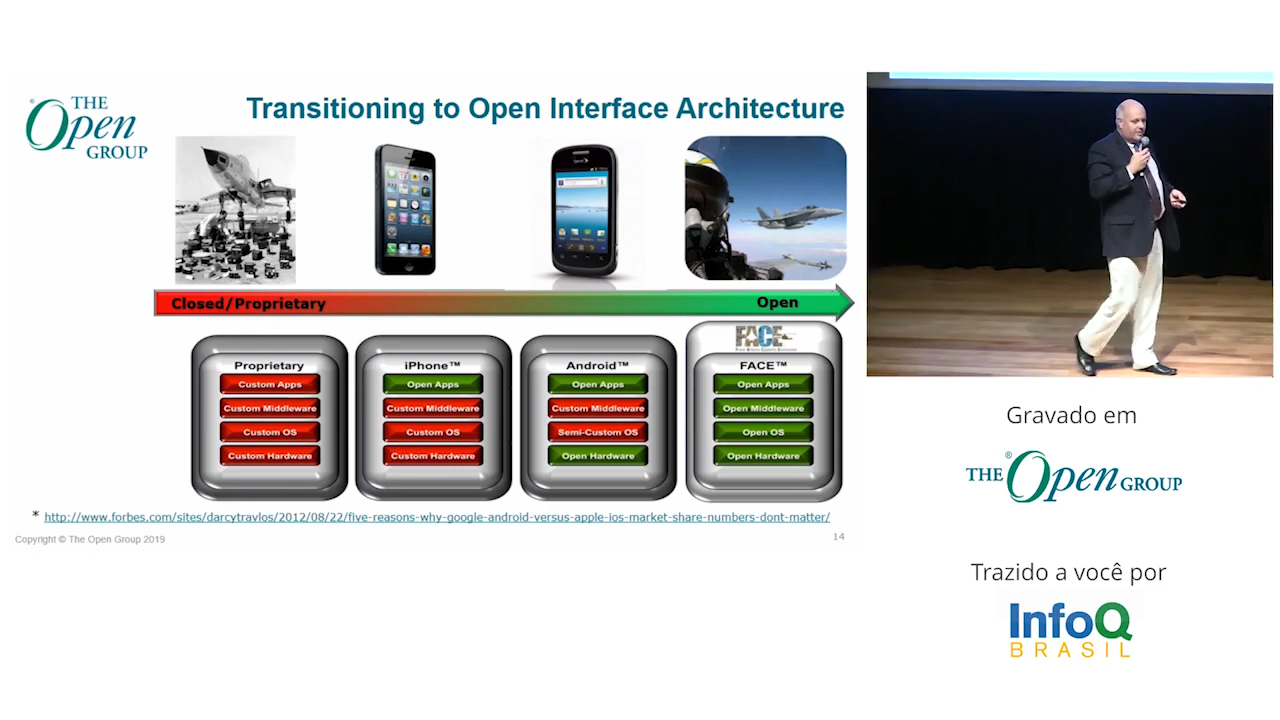 THE
Open
GROUP
Transitioning to Open Interface Architecture
Closed/Proprietary
Open
FACE
Proprietary
Custom Apps
Custom Middleware
Custom OS
Custom Hardware
iPhone™
Open Apps
Custom Middleware
Custom OS
Custom Hardware
Android™
Open Apps
Custom Middleware
Semi-Custom OS
Open Hardware
FACE™
Open Apps
Open Middleware
Open OS
Open Hardware
* http://www.forbes.com/sites/darcytravlos/2012/08/22/five-reasons-why-google-android-versus-apple-ios-market-share-numbers-dont-matter/
Copyright © The Open Group 2019
14
Gravado em
THE Open GROUP
Trazido a você por
InfoQ
BRASIL